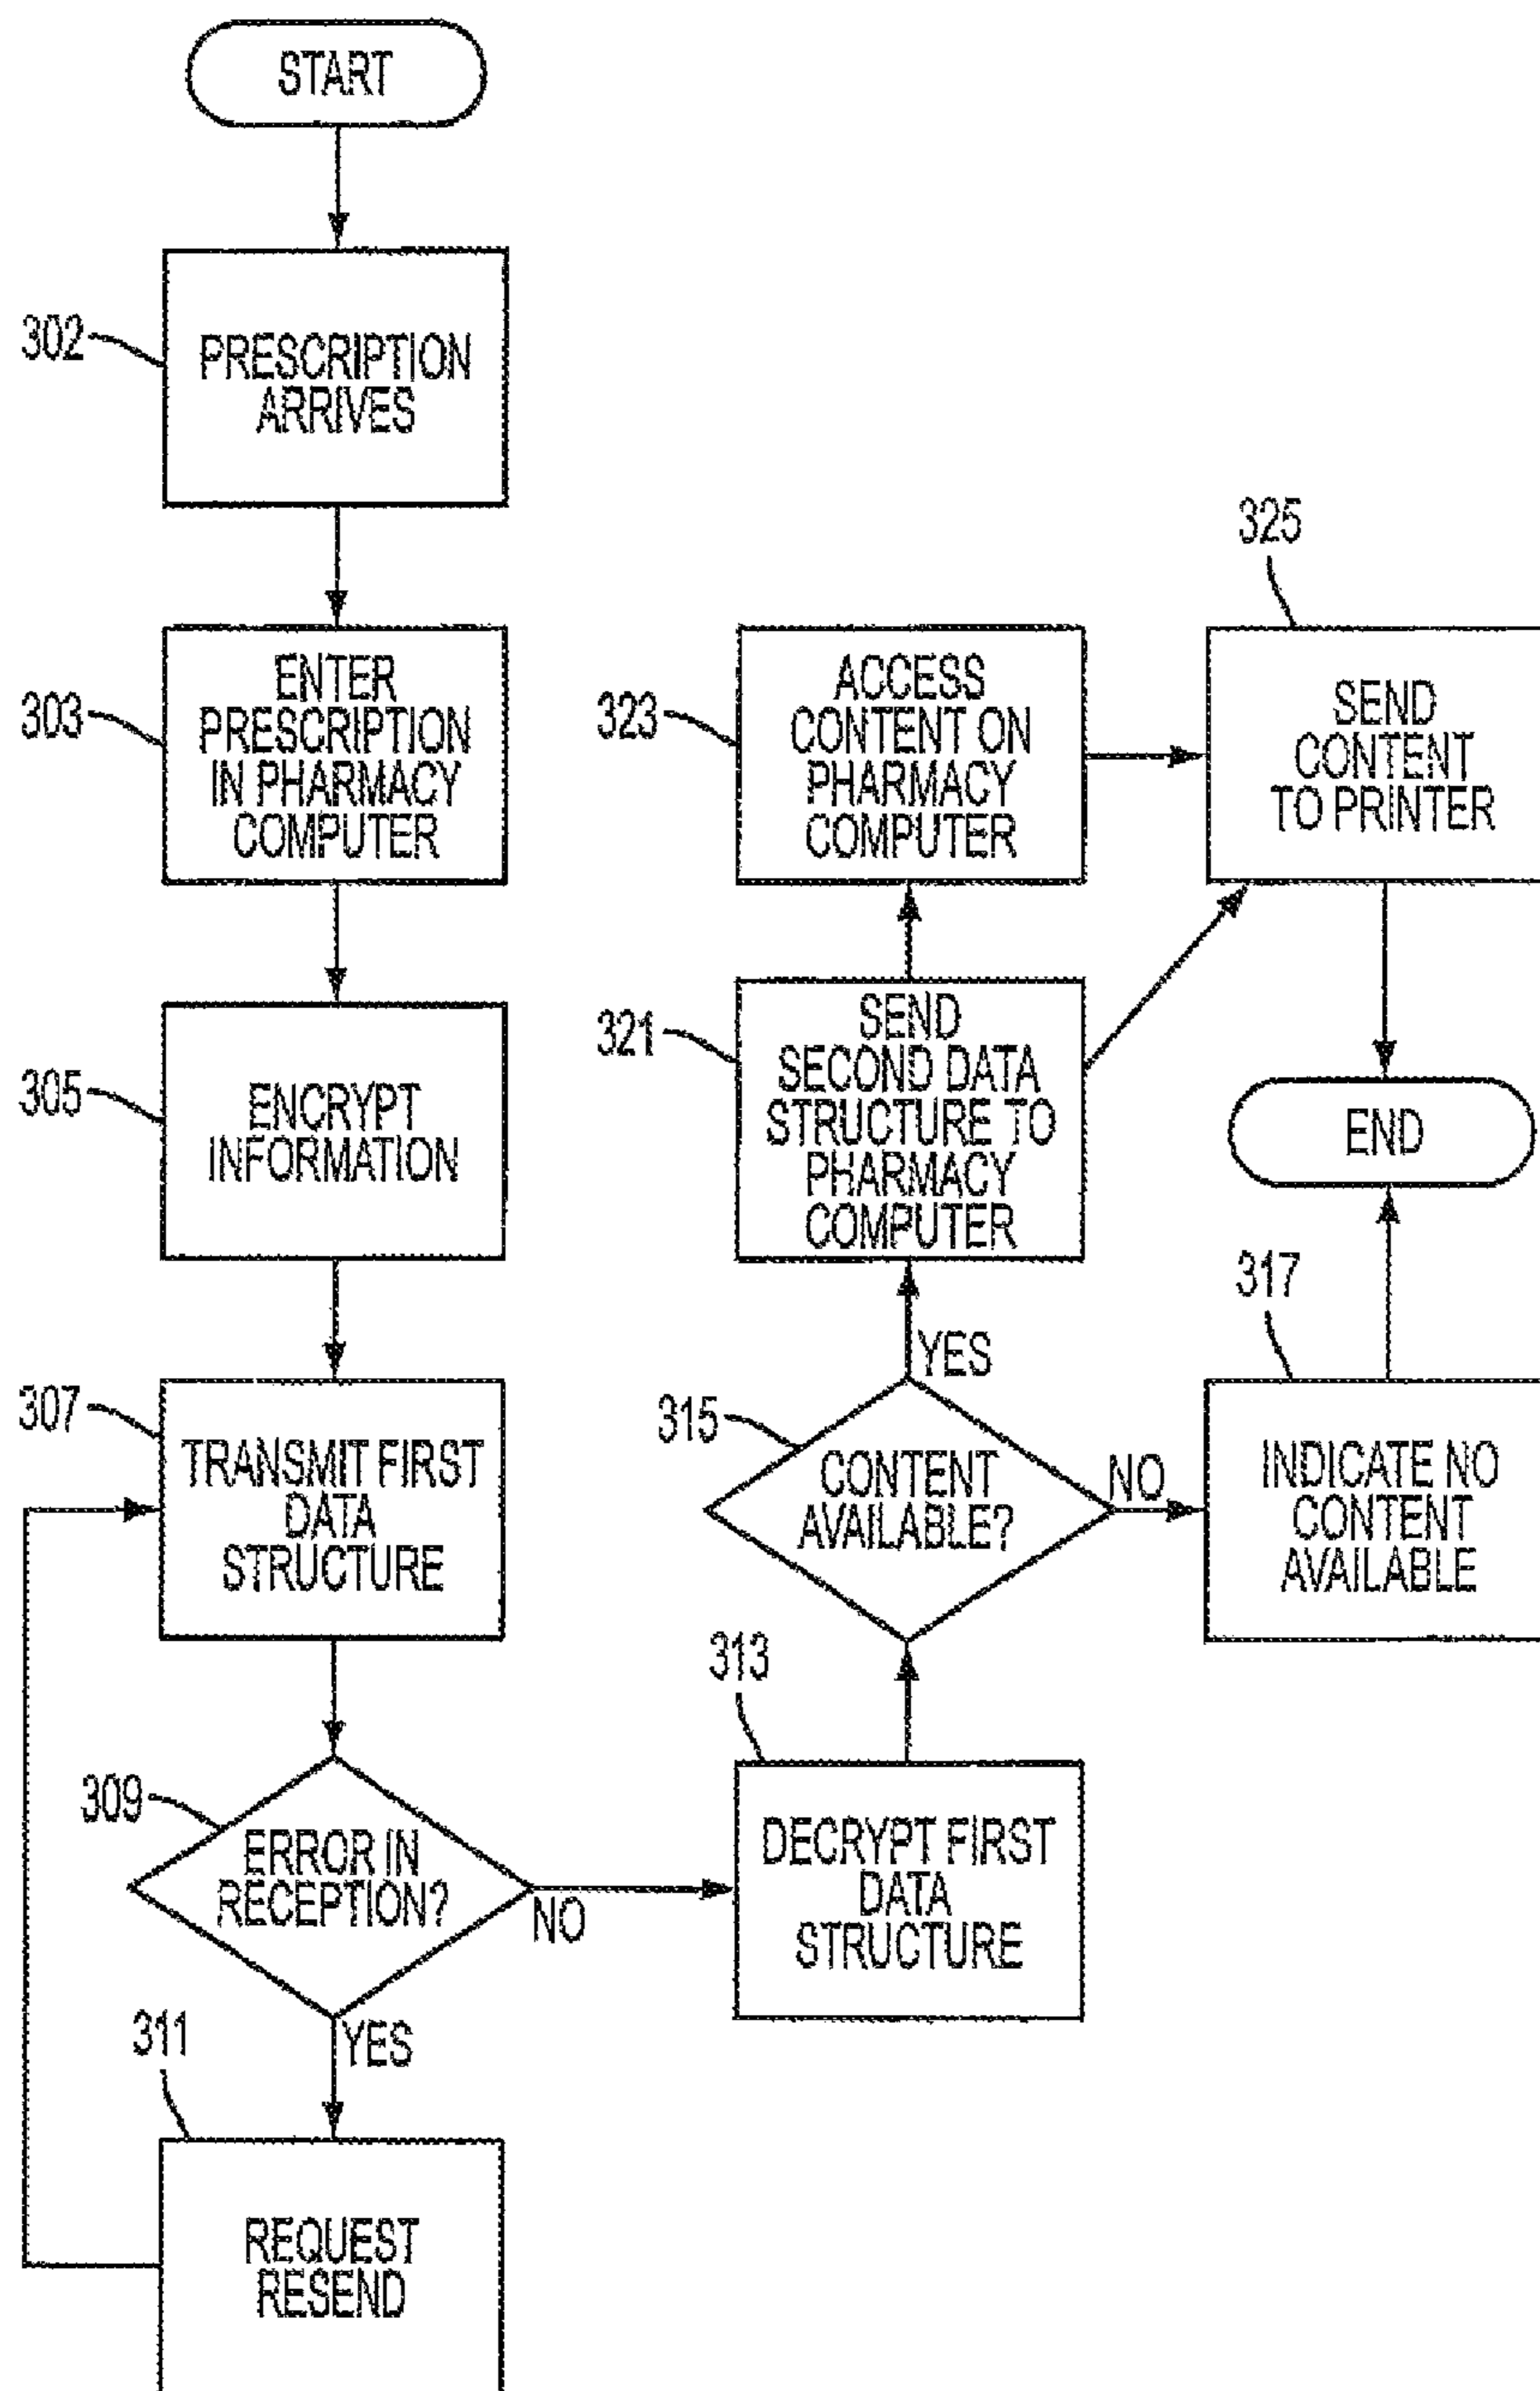 START
302
PRESCRIPTION
ARRIVES
303
ENTER
PRESCRIPTION
IN PHARMACY
COMPUTER
305
ENCRYPT
INFORMATION
307
TRANSMIT FIRST
DATA
STRUCTURE
309
ERROR IN
RECEPTION?
NO
YES
311
REQUEST
RESEND
313
DECRYPT FIRST
DATA
STRUCTURE
315
CONTENT
AVAILABLE?
YES
NO
317
INDICATE NO
CONTENT
AVAILABLE
321
SEND
SECOND DATA
STRUCTURE TO
PHARMACY
COMPUTER
323
ACCESS
CONTENT ON
PHARMACY
COMPUTER
325
SEND
CONTENT
TO PRINTER
END